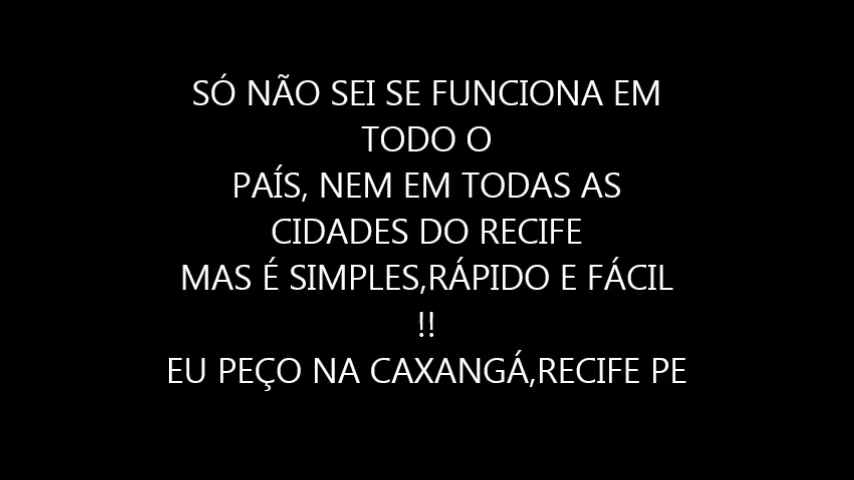 SÓ NÃO SEI SE FUNCIONA EM
TODO O
PAÍS, NEM EM TODAS AS
CIDADES DO RECIFE
MAS É SIMPLES,RÁPIDO E FÁCIL
!!
EU PEÇO NA CAXANGÁ,RECIFE PE